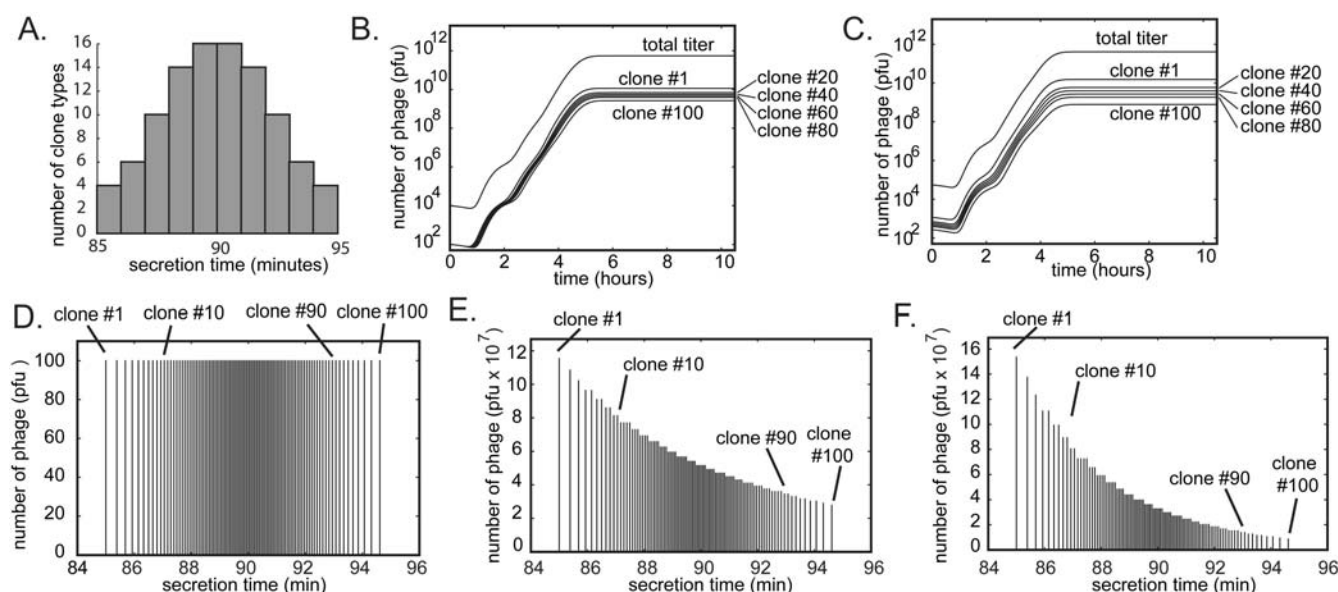 A.
number of clone types
16
14
12
10
8
6
4
2
0
85
90
95
secretion time (minutes)
B.
number of phage (pfu)
10^12
10^10
10^8
10^6
10^4
10^2
total titer
clone #1
clone #100
clone #20
clone #40
clone #60
clone #80
0 2 4 6 8 10
time (hours)
C.
number of phage (pfu)
10^12
10^10
10^8
10^6
10^4
10^2
total titer
clone #1
clone #100
clone #20
clone #40
clone #60
clone #80
0 2 4 6 8 10
time (hours)
D.
clone #1
clone #10
clone #90
clone #100
number of phage (pfu)
100
80
60
40
20
0
84 86 88 90 92 94 96
secretion time (min)
E.
number of phage (pfu x 10^7)
12
10
8
6
4
2
0
clone #1
clone #10
clone #90
clone
#100
84 86 88 90 92 94 96
secretion time (min)
F.
number of phage (pfu x 10^7)
16
14
12
10
8
6
4
2
0
clone #1
clone #10
clone #90
clone
#100
84 86 88 90 92 94 96
secretion time (min)